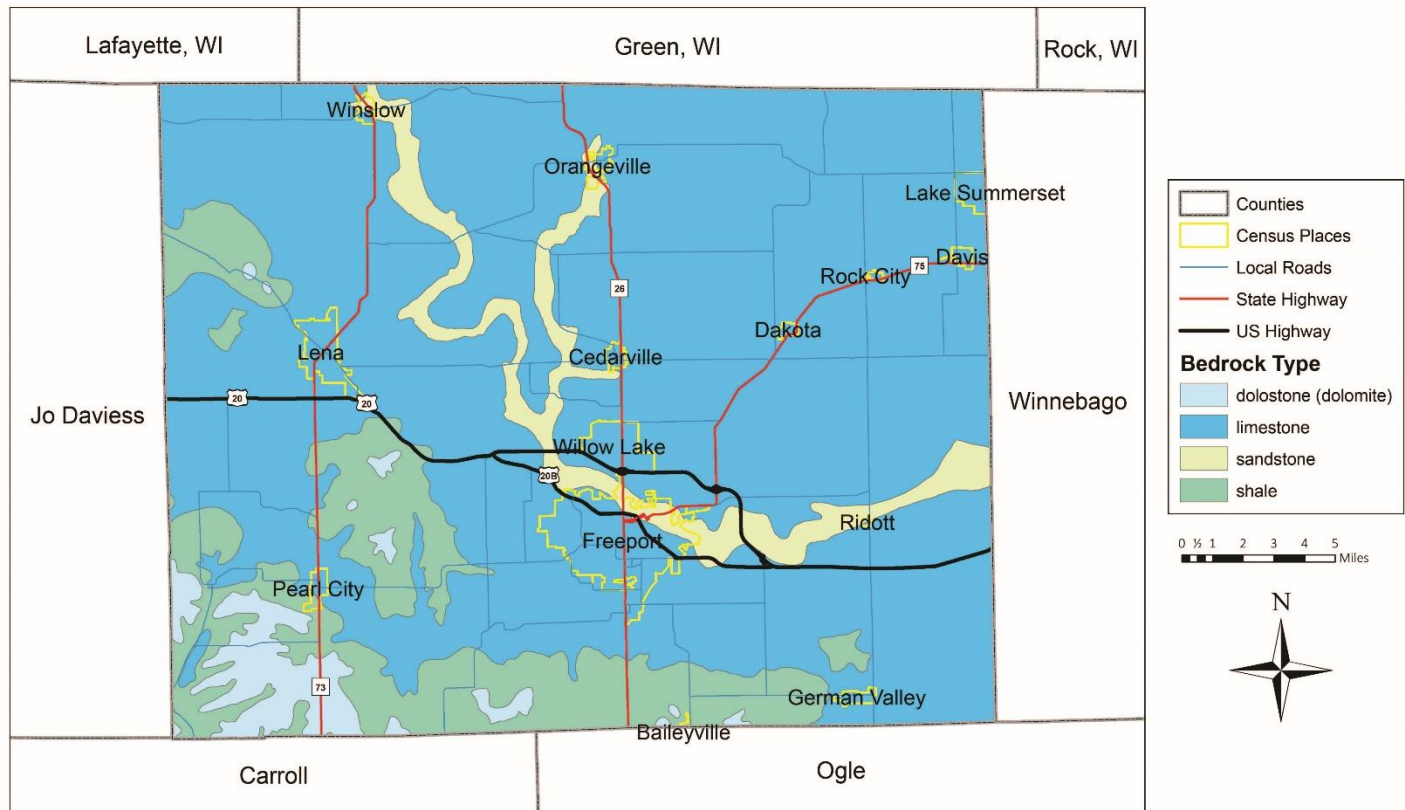 Lafayette, WI
Green, WI
Rock, WI
Winslow
Orangeville
Lake Summerset
Davis
75
Rock City
26
Dakota
Lena
Cedarville
20
20
Jo Daviess
Winnebago
Willow Lake
20B
Ridott
Freeport
Pearl City
73
German Valley
Baileyville
Carroll
Ogle
Counties
Census Places
Local Roads
State Highway
US Highway
Bedrock Type
dolostone (dolomite)
limestone
sandstone
shale
0 ½ 1 2 3 4 5
Miles
N